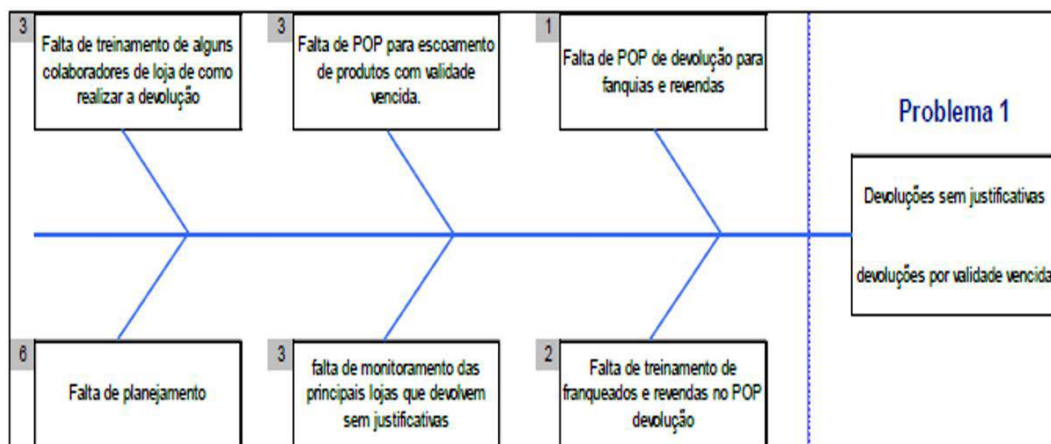 3
Falta de treinamento de alguns
colaboradores de loja de como
realizar a devolução
3
Falta de POP para escoamento
de produtos com validade
vencida.
1
Falta de POP de devolução para
fanquias e revendas
Problema 1
Devoluções sem justificativas
devoluções por validade vencida
6
Falta de planejamento
3
falta de monitoramento das
principais lojas que devolvem
sem justificativas
2
Falta de treinamento de
franqueados e revendas no POP
devolução